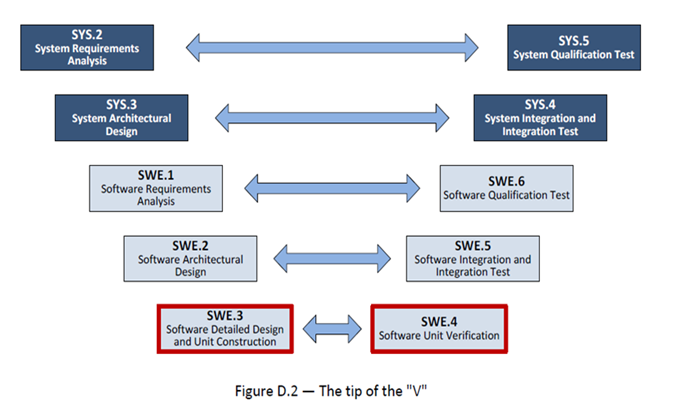 SYS.2
System Requirements
Analysis
SYS.5
System Qualification Test
SYS.3
System Architectural
Design
SYS.4
System Integration and
Integration Test
SWE.1
Software Requirements
Analysis
SWE.6
Software Qualification Test
SWE.2
Software Architectural
Design
SWE.5
Software Integration and
Integration Test
SWE.3
Software Detailed Design
and Unit Construction
SWE.4
Software Unit Verification
Figure D.2 — The tip of the "V"